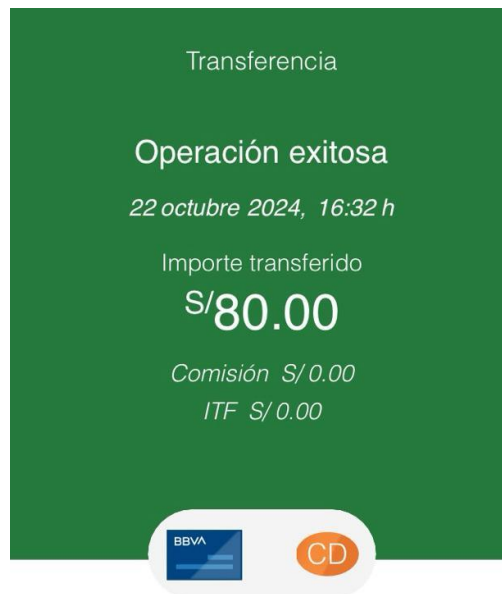 Transferencia
Operación exitosa
22 octubre 2024, 16:32 h
Importe transferido
S/80.00
Comisión S/ 0.00
ITF S/ 0.00
BBVA
CD